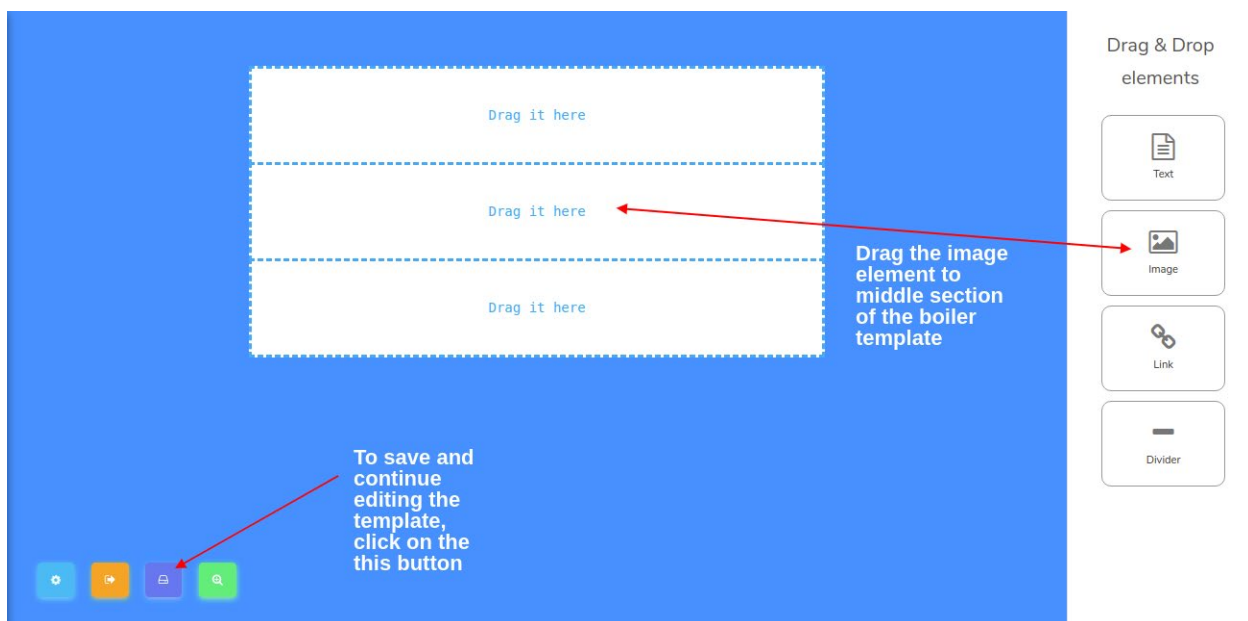 Drag & Drop
elements
Drag it here
Text
Drag it here
Drag the image
element to
middle section
of the boiler
template
Image
Drag it here
Link
Divider
To save and
continue
editing the
template,
click on the
this button